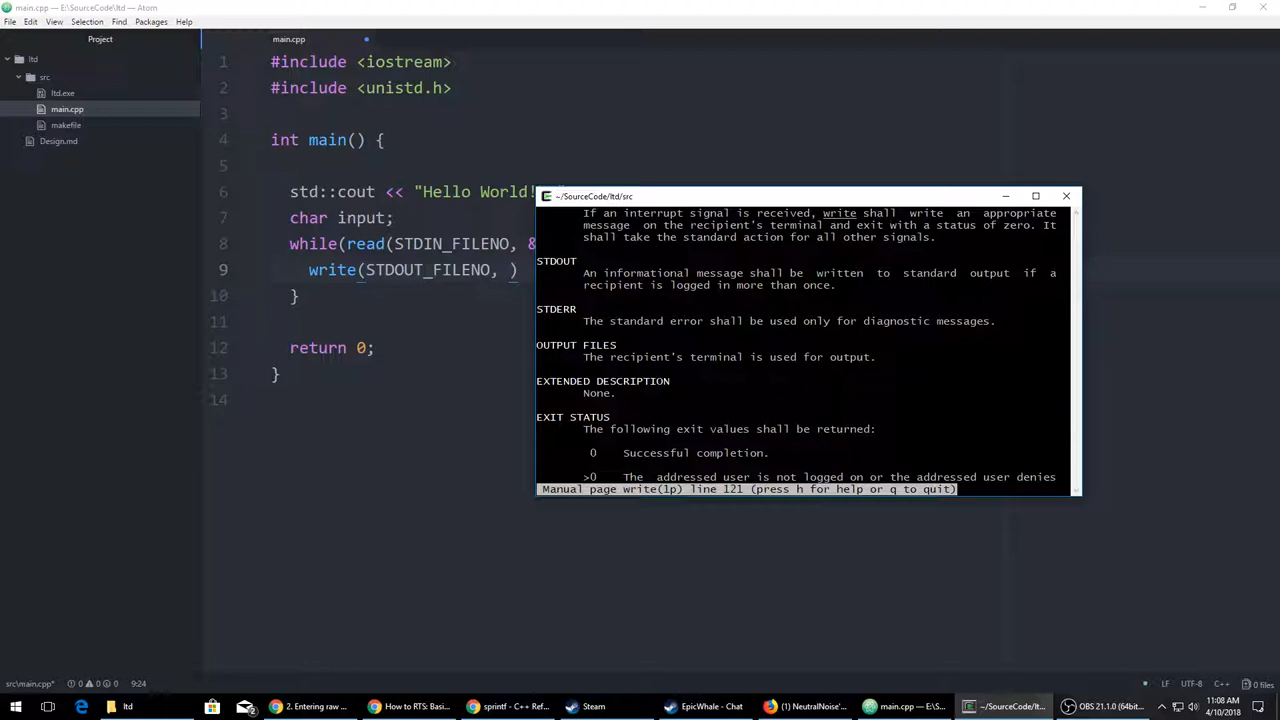 main.cpp — E:\SourceCode\ltd — Atom
File Edit View Selection Find Packages Help
Project
main.cpp
ltd
src
ltd.exe
main.cpp
makefile
Design.md
1 #include <iostream>
2 #include <unistd.h>
3
4 int main() {
5
6 std::cout << "Hello World!
7 char input;
8 while(read(STDIN_FILENO, &
9 write(STDOUT_FILENO, )
10 }
11
12 return 0;
13 }
14
~/SourceCode/ltd/src
If an interrupt signal is received, write shall write an appropriate
message on the recipient's terminal and exit with a status of zero. It
shall take the standard action for all other signals.
STDOUT
An informational message shall be written to standard output if a
recipient is logged in more than once.
STDERR
The standard error shall be used only for diagnostic messages.
OUTPUT FILES
The recipient's terminal is used for output.
EXTENDED DESCRIPTION
None.
EXIT STATUS
The following exit values shall be returned:
0 Successful completion.
>0 The addressed user is not logged on or the addressed user denies
Manual page write(1p) line 121 (press h for help or q to quit)
src\main.cpp* 0 0 0 9:24
LF UTF-8 C++ 0 files
ltd
2. Entering raw ...
How to RTS: Basi...
sprintf - C++ Ref...
Steam
EpicWhale - Chat
(1) NeutralNoise'...
main.cpp — E:\S...
~/SourceCode/lt...
OBS 21.1.0 (64bit...
11:08 AM
4/10/2018